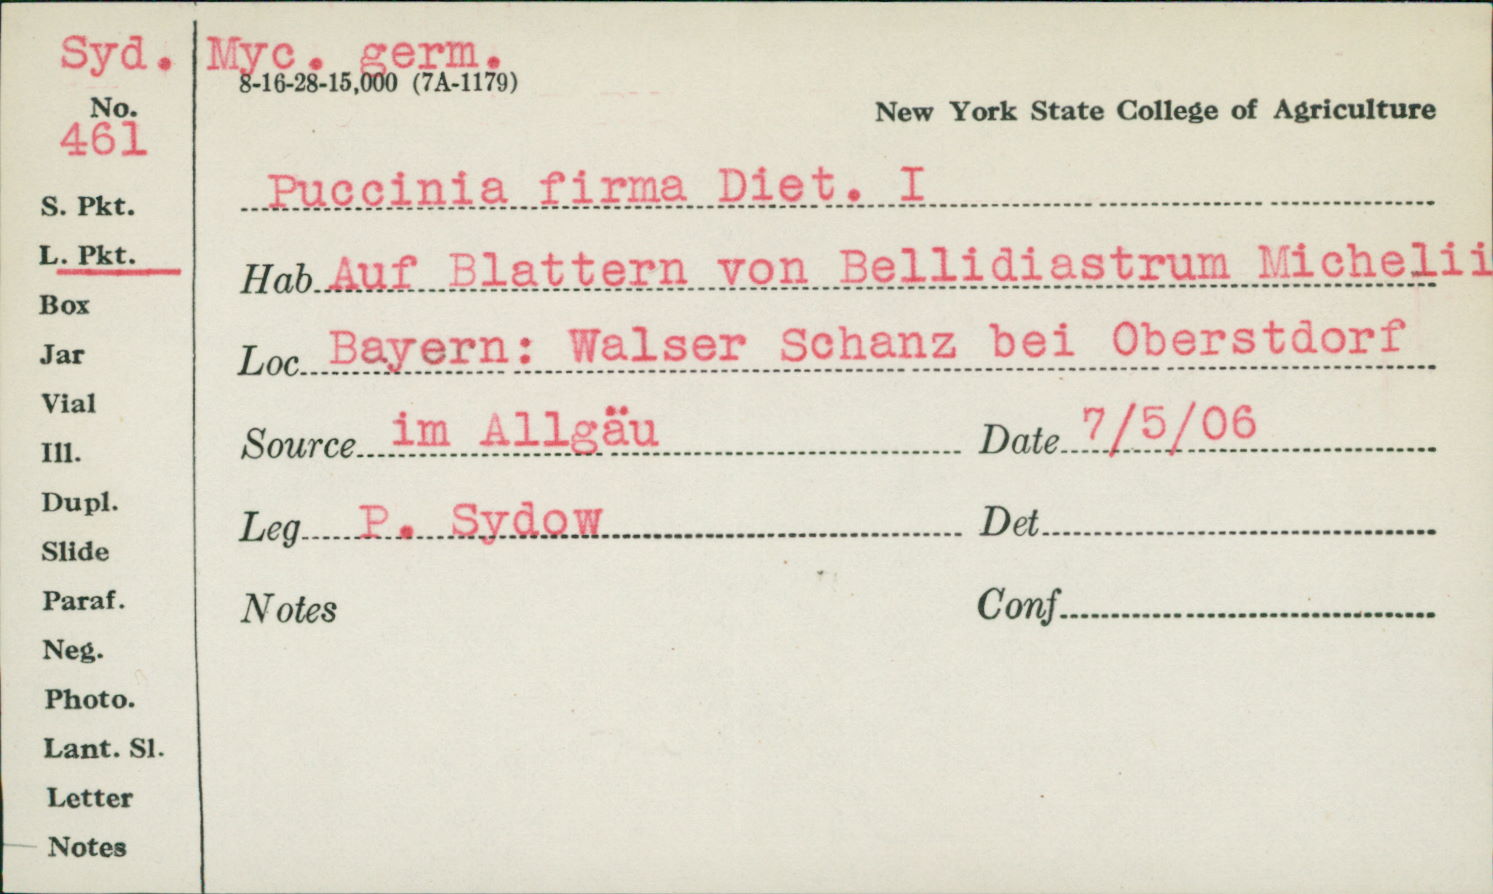 Syd. Myc. germ.
8-16-28-15,000 (7A-1179)
No.
461
New York State College of Agriculture
Puccinia firma Diet. I
S. Pkt.
L. Pkt.
Hab. Auf Blattern von Bellidiastrum Michelii
Box
Loc. Bayern: Walser Schanz bei Oberstdorf
Jar
Vial
Source im Allgäu Date 7/5/06
Ill.
Dupl.
Leg. P. Sydow Det.
Slide
Paraf.
Notes Conf.
Neg.
Photo.
Lant. Sl.
Letter
Notes